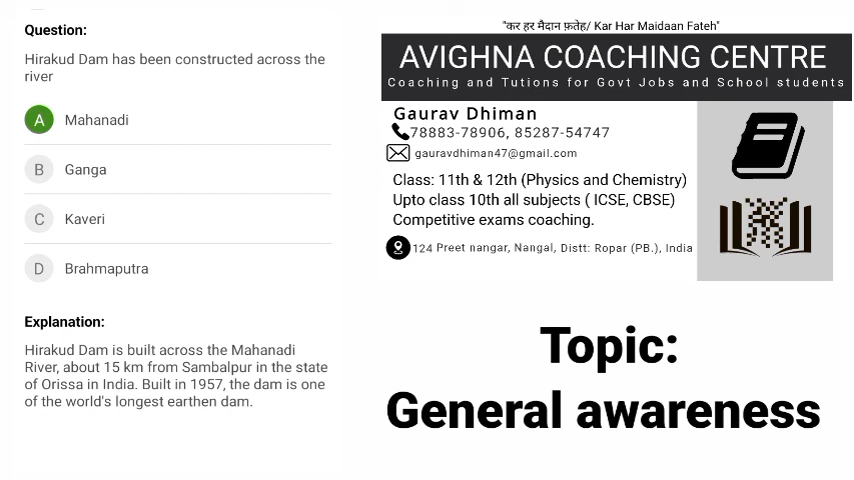 Question:
Hirakud Dam has been constructed across the
river
A Mahanadi
B Ganga
C Kaveri
D Brahmaputra
Explanation:
Hirakud Dam is built across the Mahanadi
River, about 15 km from Sambalpur in the state
of Orissa in India. Built in 1957, the dam is one
of the world's longest earthen dam.
"कर हर मैदान फ़तेह/ Kar Har Maidaan Fateh"
AVIGHNA COACHING CENTRE
Coaching and Tutions for Govt Jobs and School students
Gaurav Dhiman
78883-78906, 85287-54747
gauravdhiman47@gmail.com
Class: 11th & 12th (Physics and Chemistry)
Upto class 10th all subjects ( ICSE, CBSE)
Competitive exams coaching.
124 Preet nangar, Nangal, Distt: Ropar (PB.), India
Topic:
General awareness